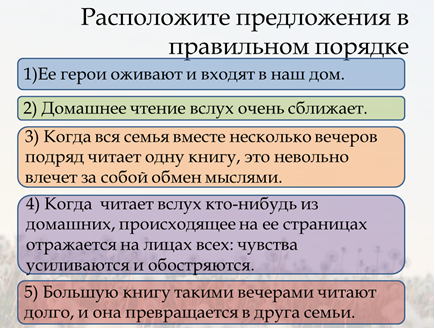 Расположите предложения в
правильном порядке
1)Ее герои оживают и входят в наш дом.
2) Домашнее чтение вслух очень сближает.
3) Когда вся семья вместе несколько вечеров
подряд читает одну книгу, это невольно
влечет за собой обмен мыслями.
4) Когда читает вслух кто-нибудь из
домашних, происходящее на ее страницах
отражается на лицах всех: чувства
усиливаются и обостряются.
5) Большую книгу такими вечерами читают
долго, и она превращается в друга семьи.